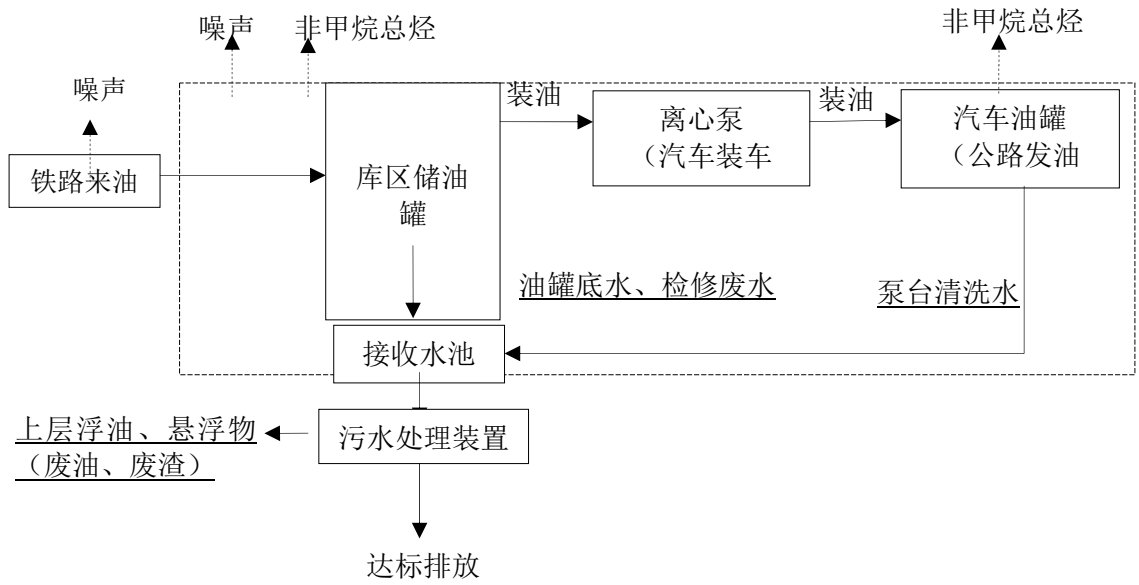 噪声
非甲烷总烃
非甲烷总烃
噪声
装油
离心泵
（汽车装车
装油
汽车油罐
（公路发油
铁路来油
库区储油
罐
油罐底水、检修废水
泵台清洗水
接收水池
上层浮油、悬浮物
（废油、废渣）
污水处理装置
达标排放